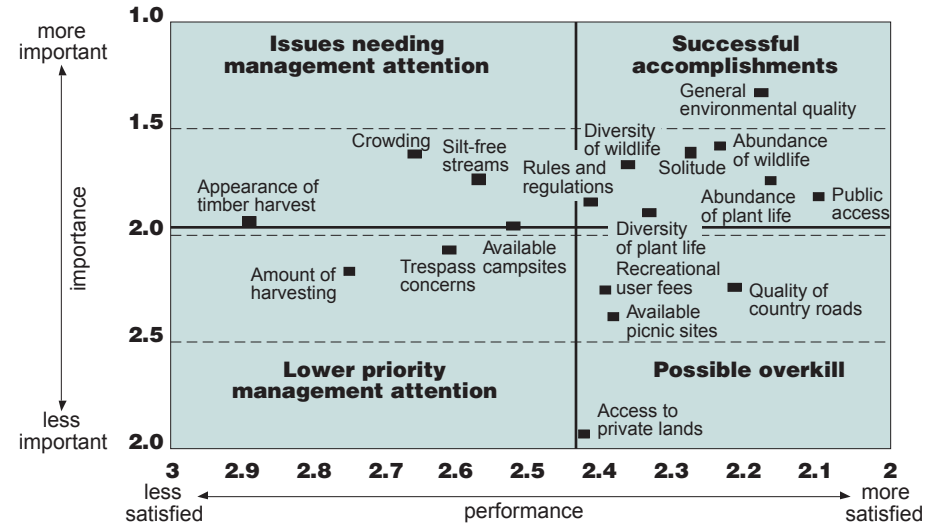 1.0
more
important
Issues needing
management attention
Successful
accomplishments
General
environmental quality
1.5
Crowding
Silt-free
streams
Diversity
of wildlife
Rules and
regulations
Solitude
Abundance
of wildlife
Appearance of
timber harvest
Abundance
of plant life
Public
access
2.0
importance
Diversity
of plant life
Available
campsites
Trespass
concerns
Amount of
harvesting
Recreational
user fees
Quality of
country roads
Available
picnic sites
2.5
Lower priority
management attention
Possible overkill
less
important
Access to
private lands
2.0
3 2.9 2.8 2.7 2.6 2.5 2.4 2.3 2.2 2.1 2
less
satisfied
performance
more
satisfied